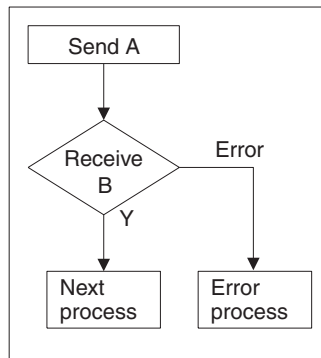 Send A
Receive
B
Error
Y
Next
process
Error
process